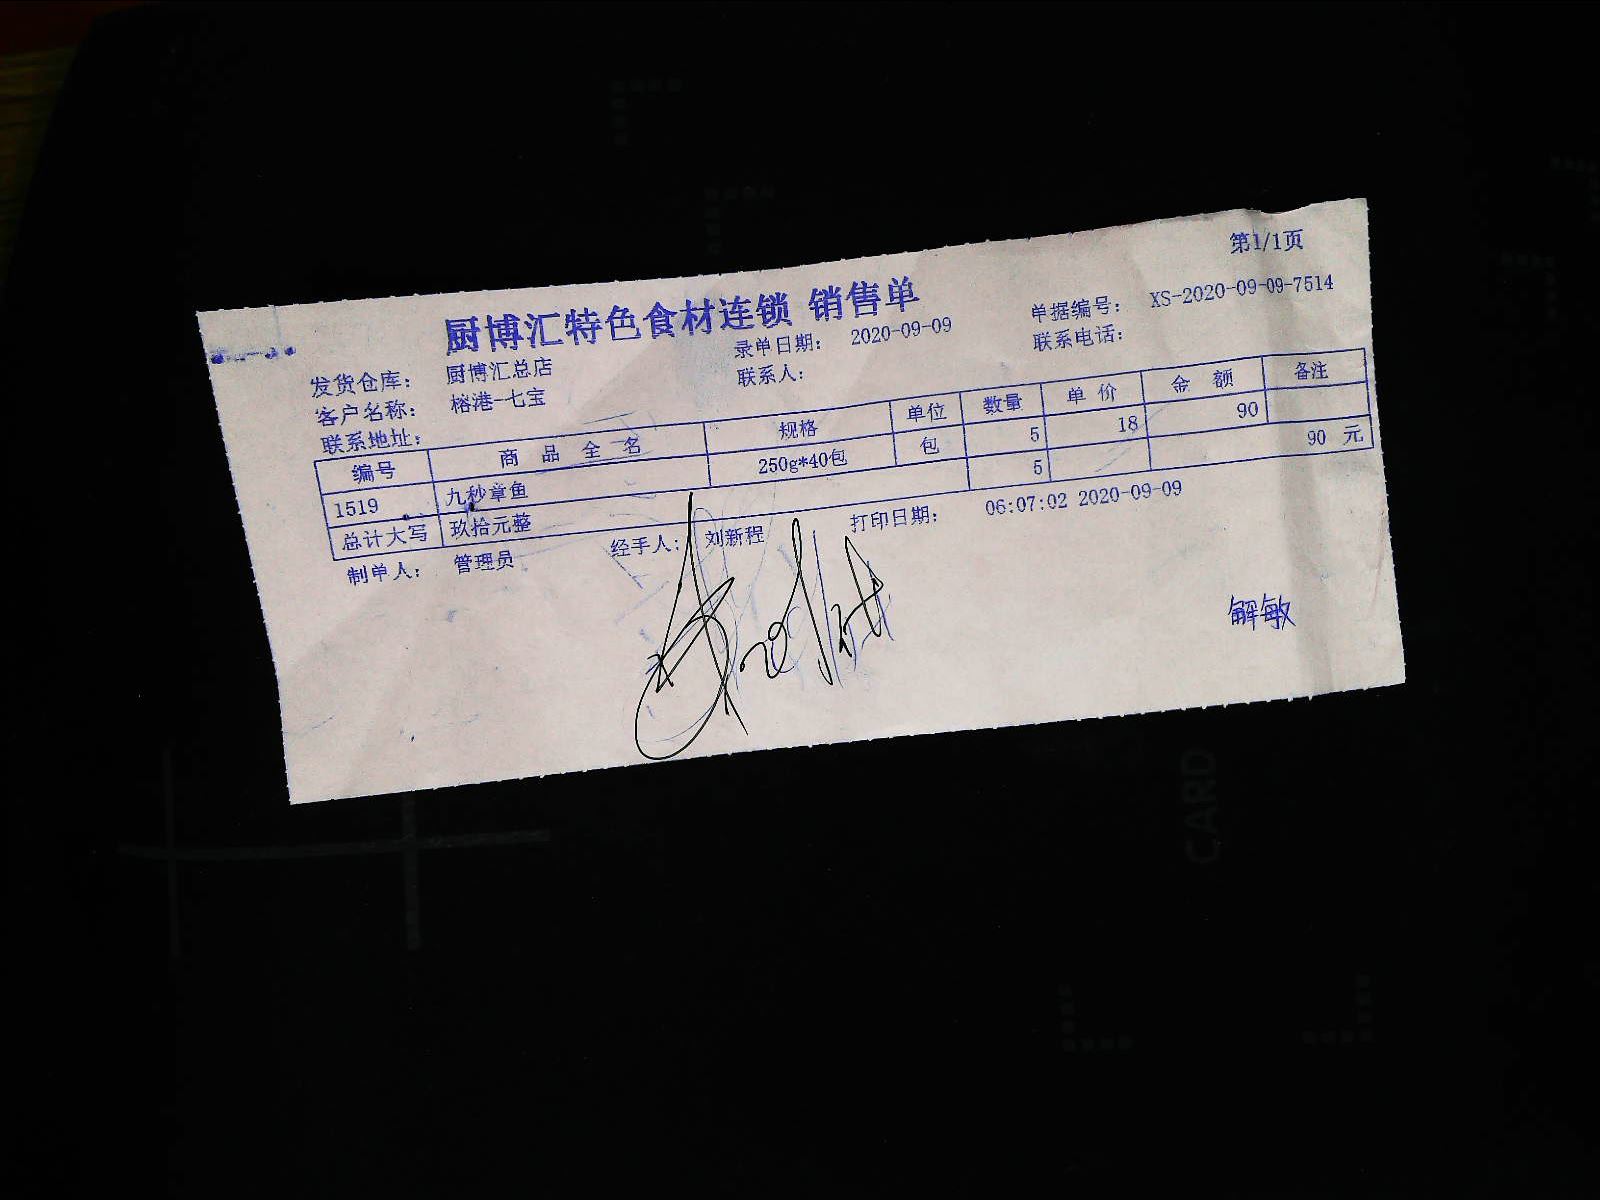 第1/1页
厨博汇特色食材连锁 销售单
发货仓库： 厨博汇总店 录单日期： 2020-09-09 单据编号： XS-2020-09-09-7514
客户名称： 榕港-七宝 联系人： 联系电话：
联系地址：
编号 商 品 全 名 规格 单位 数量 单 价 金 额 备注
1519 九秒章鱼 250g*40包 包 5 18 90
总计大写 玖拾元整 5 90 元
制单人： 管理员 经手人： 刘新程 打印日期： 06:07:02 2020-09-09
解敏
CARD